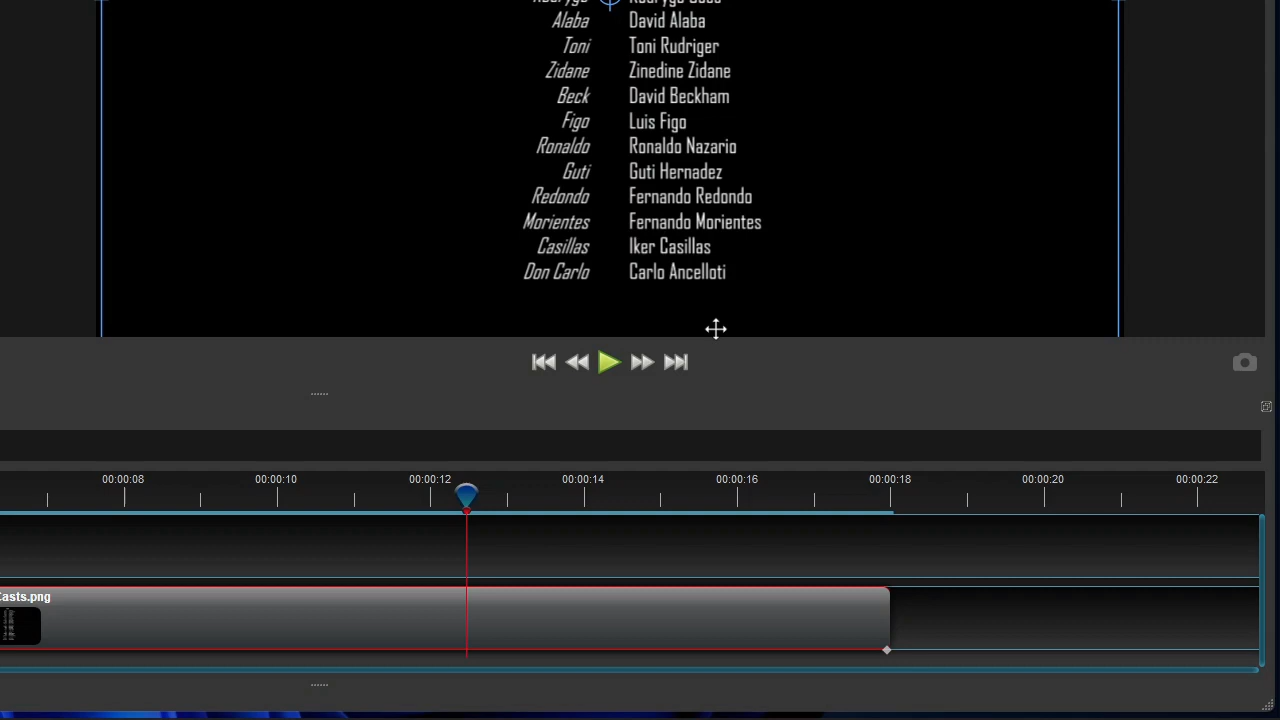 Rodrygo Rodrygo Goes
Alaba David Alaba
Toni Toni Rudriger
Zidane Zinedine Zidane
Beck David Beckham
Figo Luis Figo
Ronaldo Ronaldo Nazario
Guti Guti Hernadez
Redondo Fernando Redondo
Morientes Fernando Morientes
Casillas Iker Casillas
Don Carlo Carlo Ancelloti
00:00:08 00:00:10 00:00:12 00:00:14 00:00:16 00:00:18 00:00:20 00:00:22
Casts.png